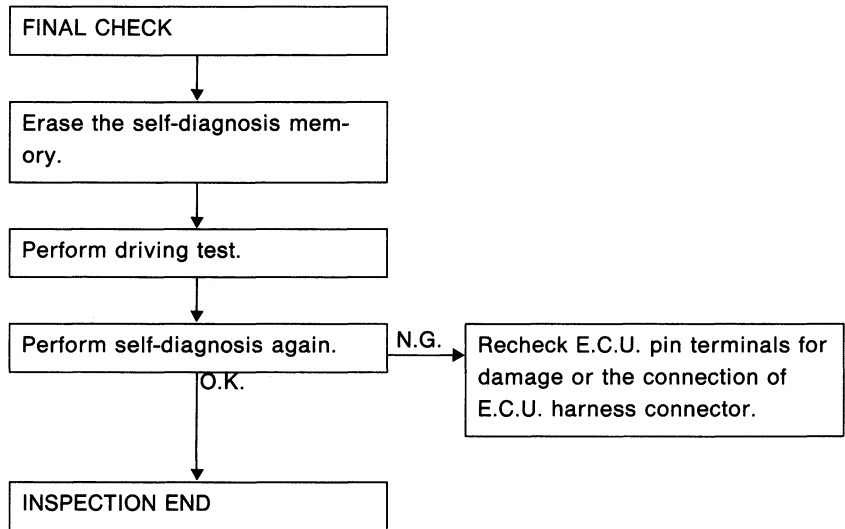 FINAL CHECK
Erase the self-diagnosis mem-
ory.
Perform driving test.
Perform self-diagnosis again.
N.G.
Recheck E.C.U. pin terminals for
damage or the connection of
E.C.U. harness connector.
O.K.
INSPECTION END